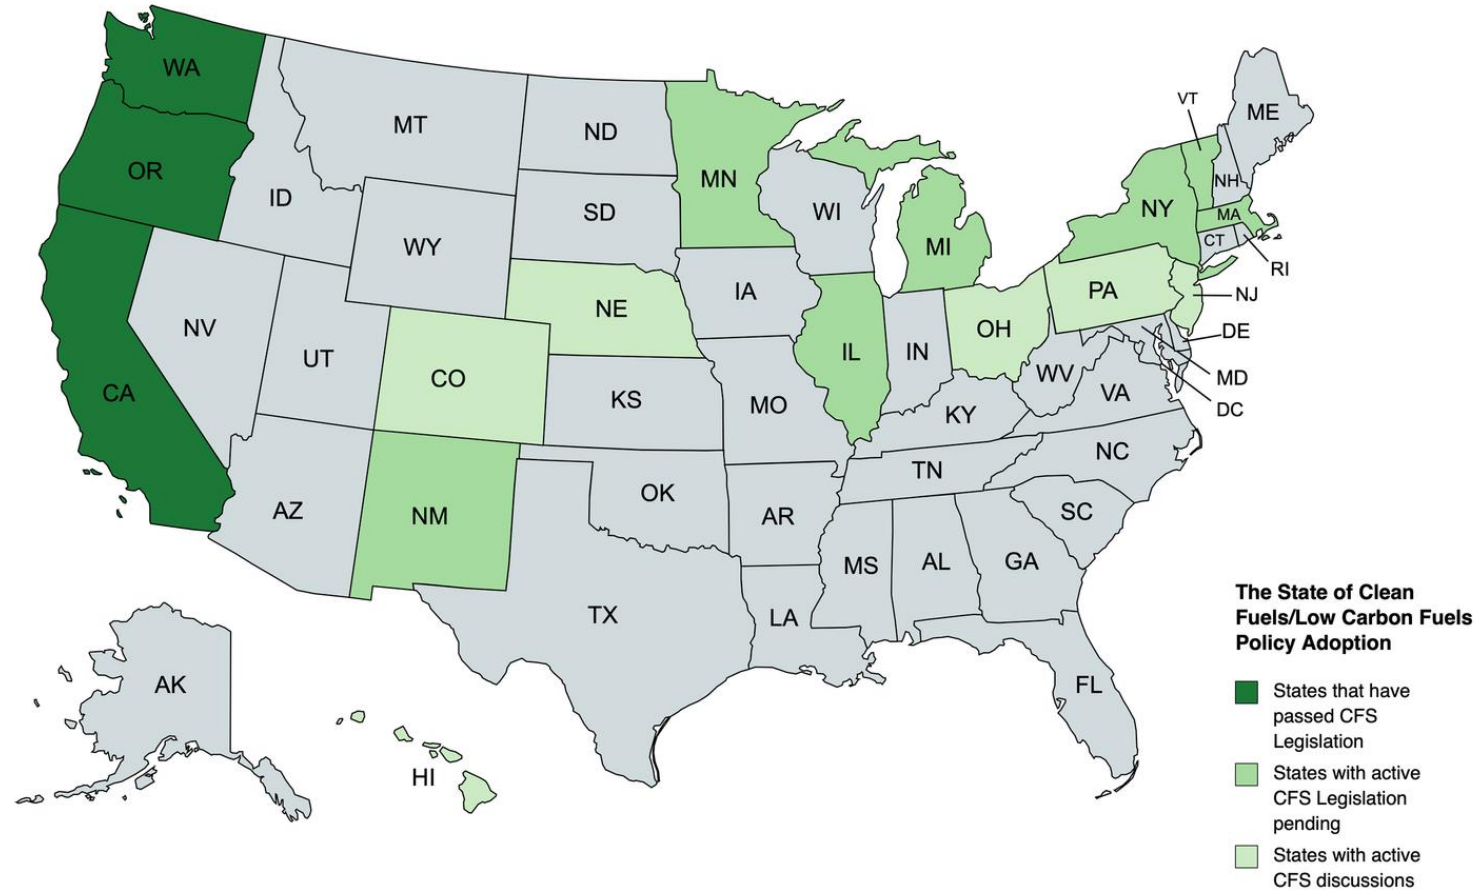 WA
MT
ND
OR
ID
MN
WI
SD
WY
VT
ME
NH
NY
MA
CT
RI
MI
IA
NE
PA
NJ
NV
UT
CO
OH
IL
IN
DE
MD
DC
WV
VA
CA
KS
MO
KY
NC
TN
AZ
NM
OK
AR
SC
MS
AL
GA
TX
LA
FL
AK
HI
The State of Clean
Fuels/Low Carbon Fuels
Policy Adoption
States that have
passed CFS
Legislation
States with active
CFS Legislation
pending
States with active
CFS discussions